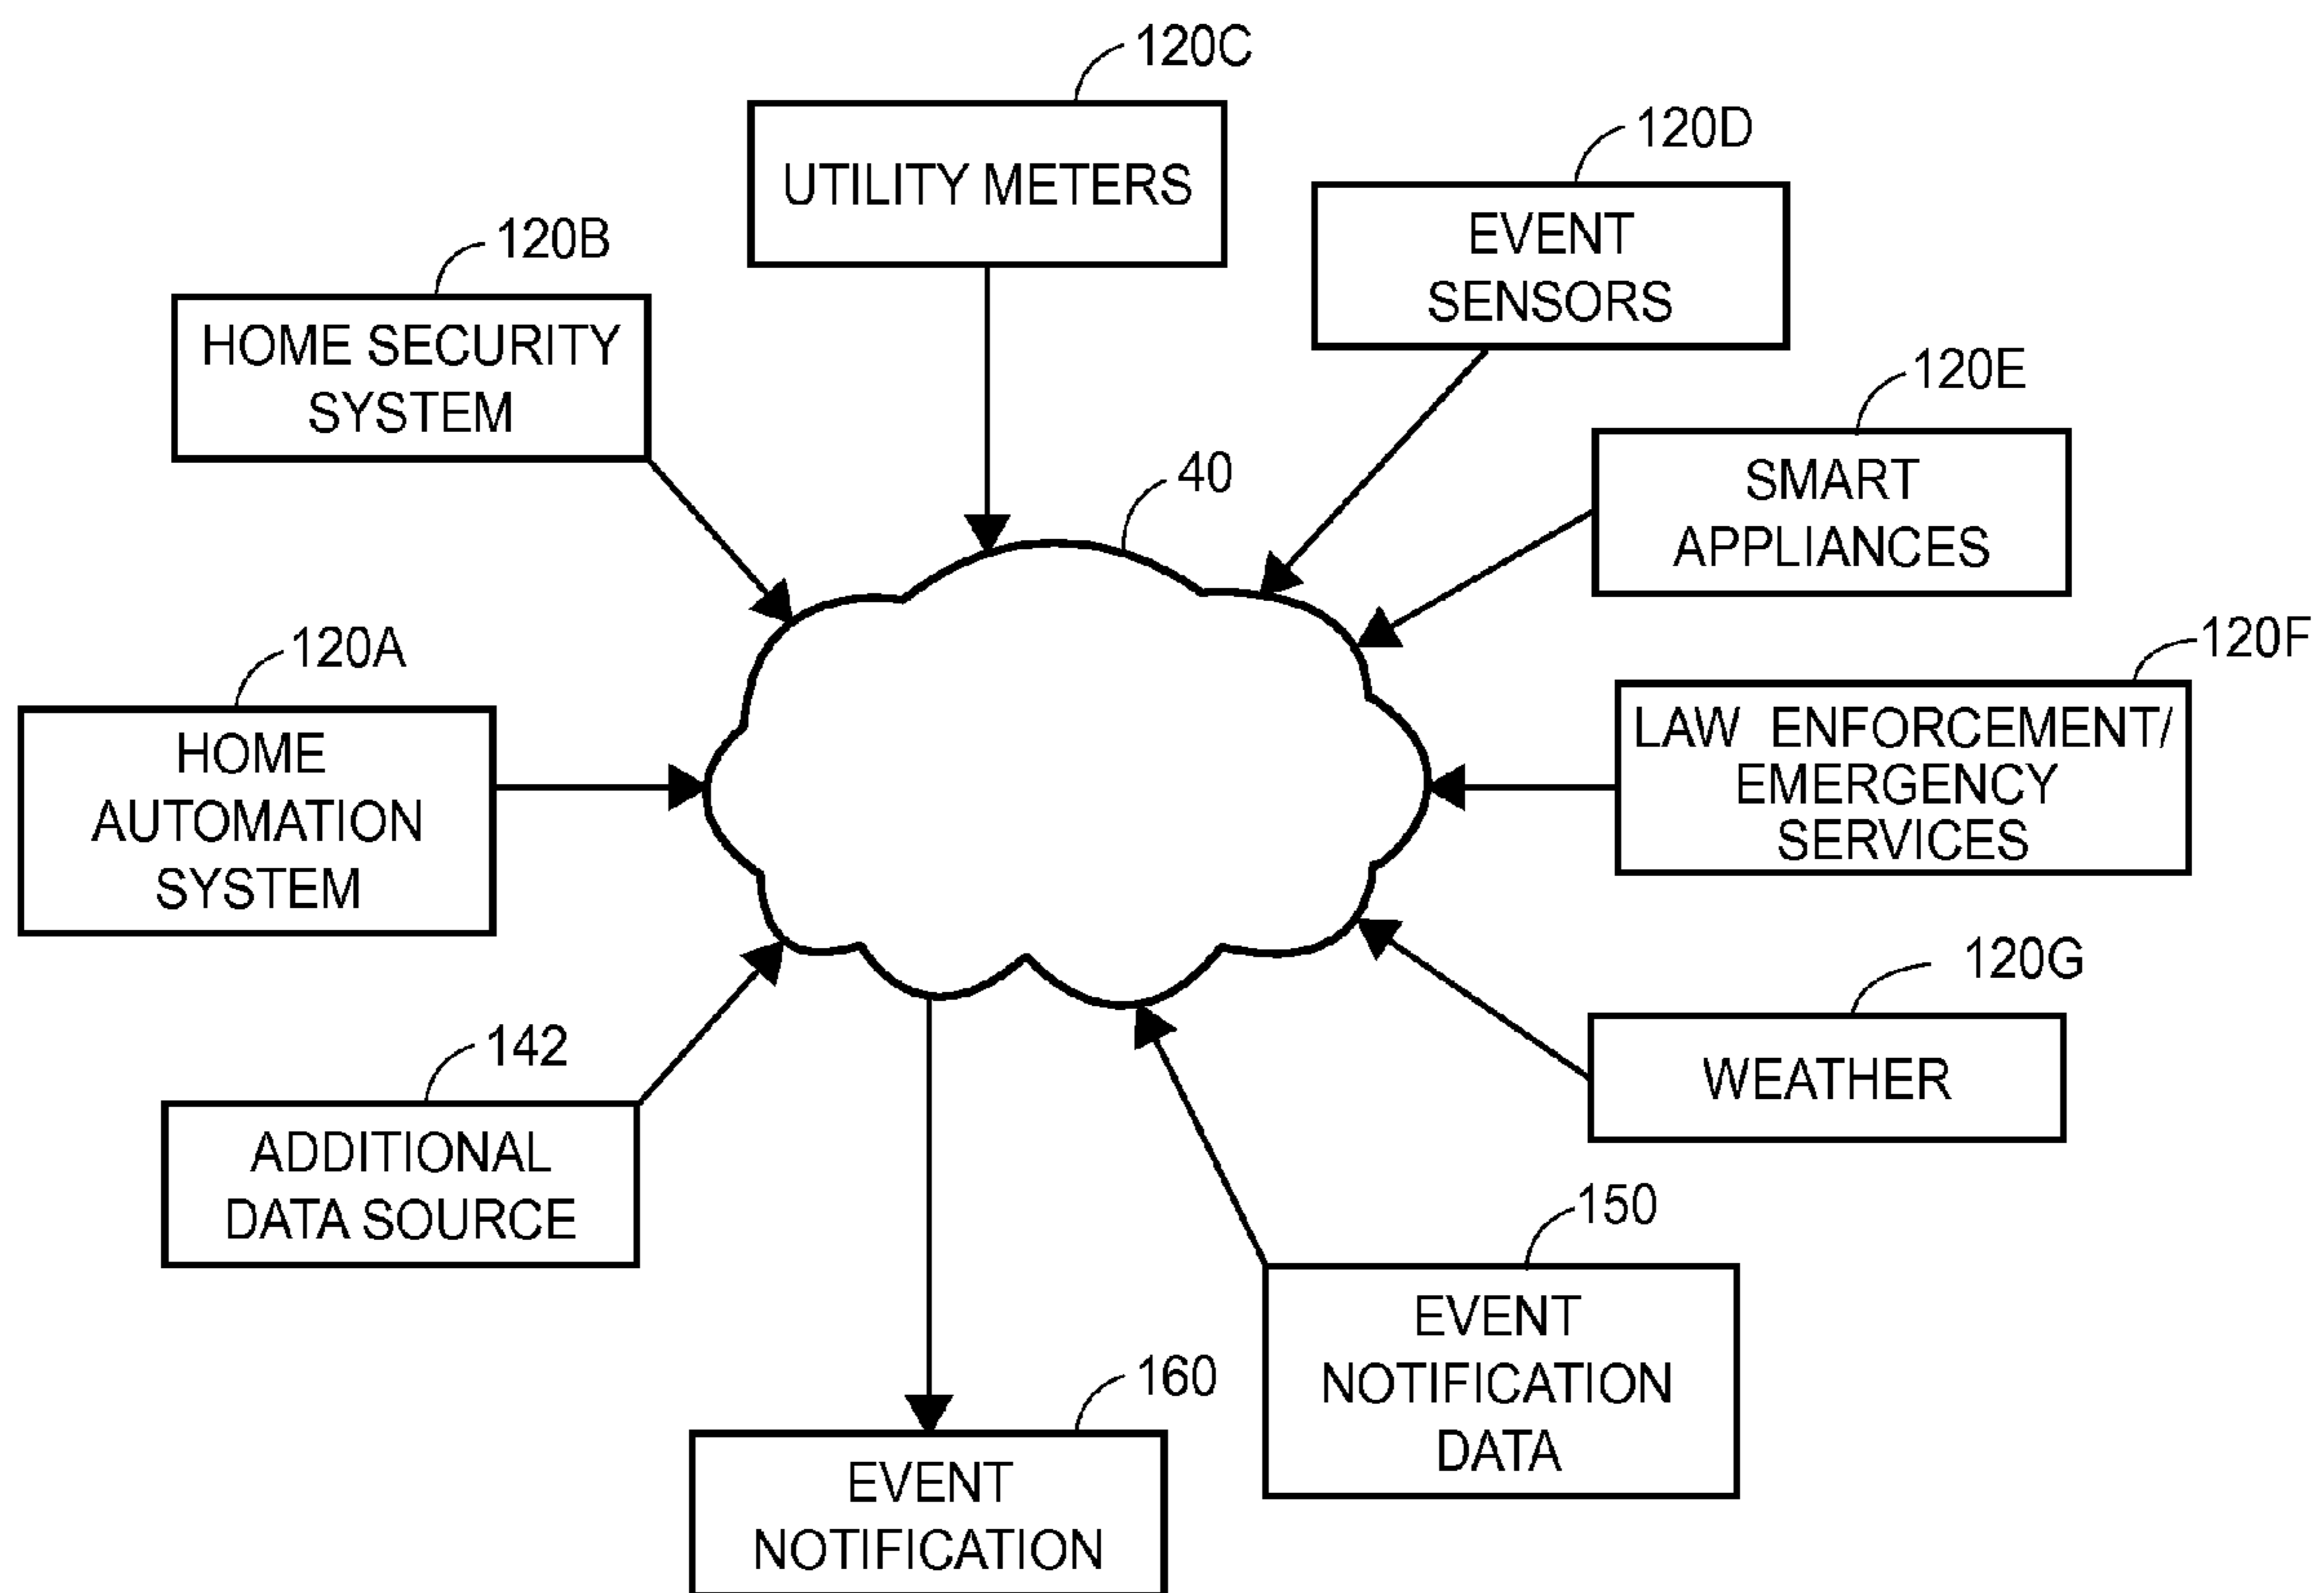 120C
UTILITY METERS
120D
EVENT
SENSORS
120B
HOME SECURITY
SYSTEM
120E
SMART
APPLIANCES
40
120A
HOME
AUTOMATION
SYSTEM
120F
LAW ENFORCEMENT/
EMERGENCY
SERVICES
120G
WEATHER
142
ADDITIONAL
DATA SOURCE
150
EVENT
NOTIFICATION
DATA
160
EVENT
NOTIFICATION